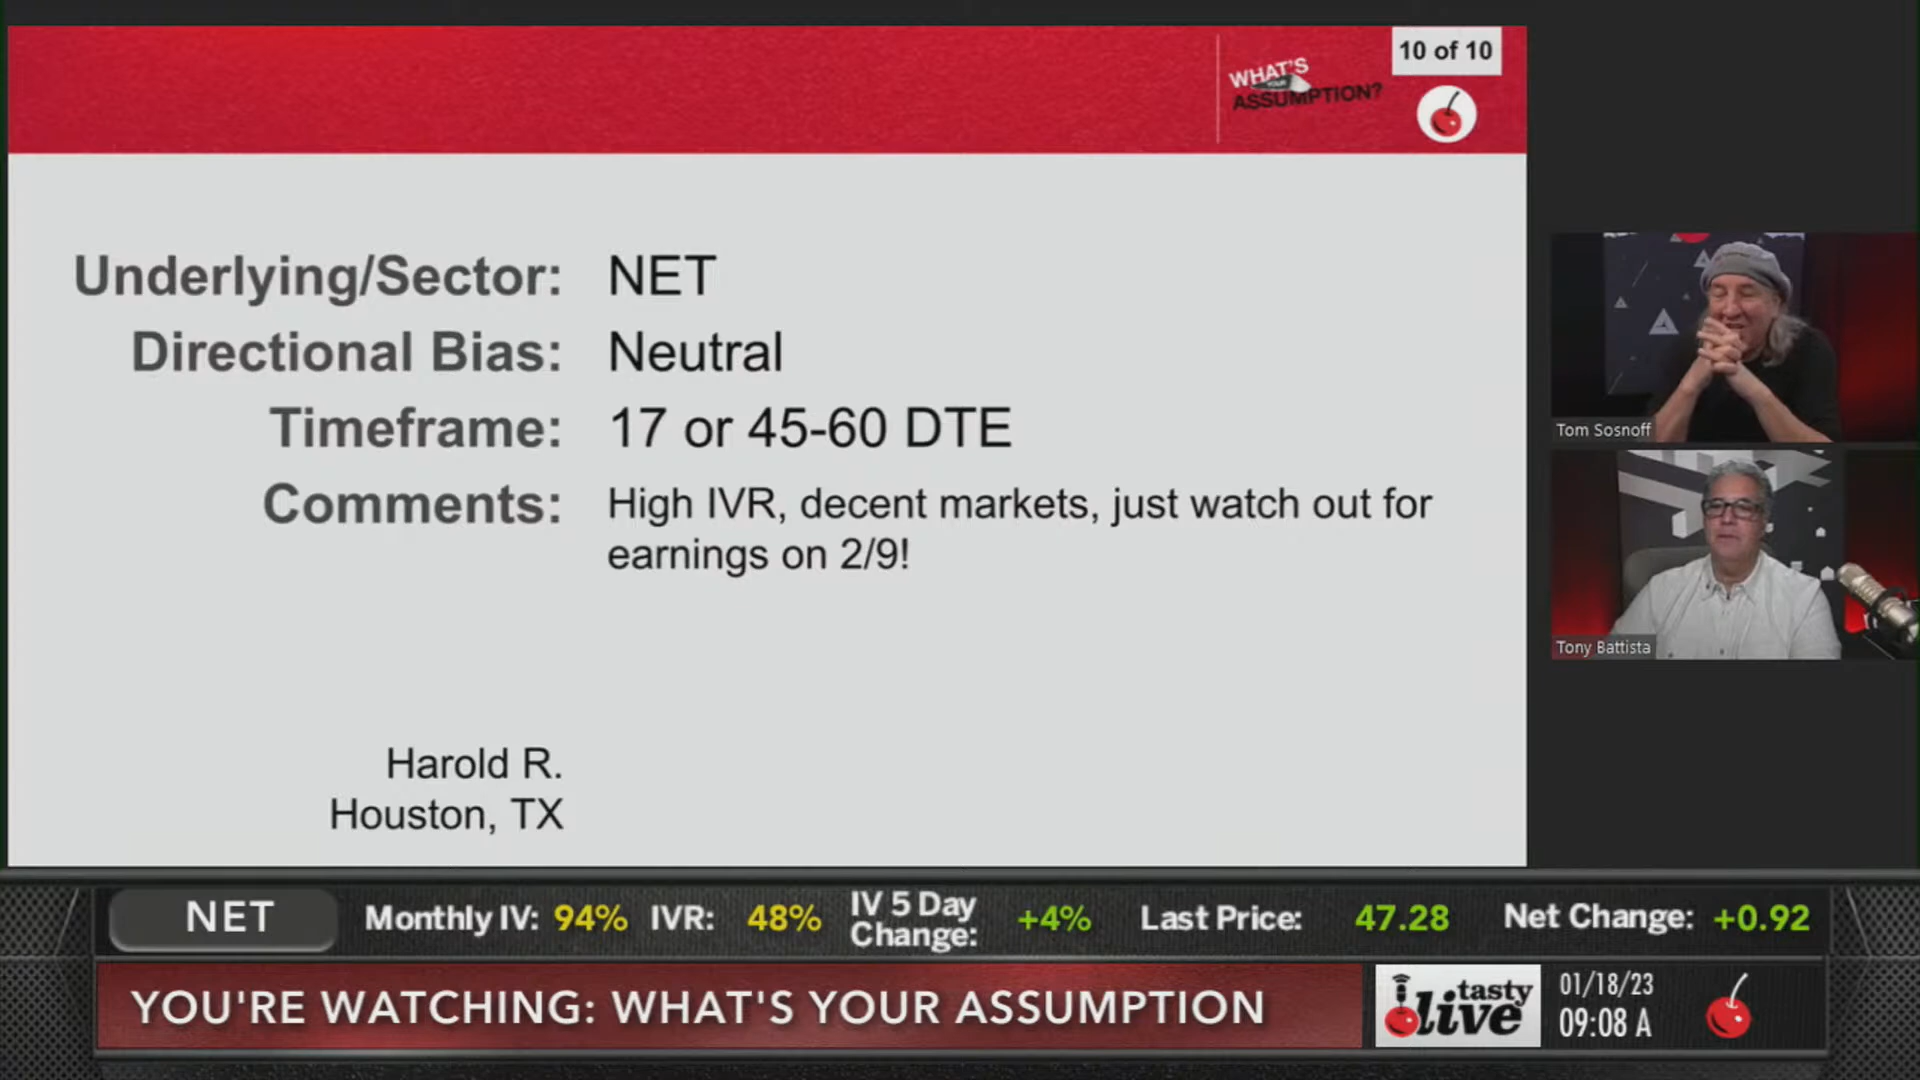 10 of 10
WHAT'S
YOUR
ASSUMPTION?
Underlying/Sector: NET
Directional Bias: Neutral
Timeframe: 17 or 45-60 DTE
Comments: High IVR, decent markets, just watch out for
earnings on 2/9!
Harold R.
Houston, TX
Tom Sosnoff
Tony Battista
NET Monthly IV: 94% IVR: 48% IV 5 Day Change: +4% Last Price: 47.28 Net Change: +0.92
YOU'RE WATCHING: WHAT'S YOUR ASSUMPTION
tasty
live
01/18/23
09:08 A